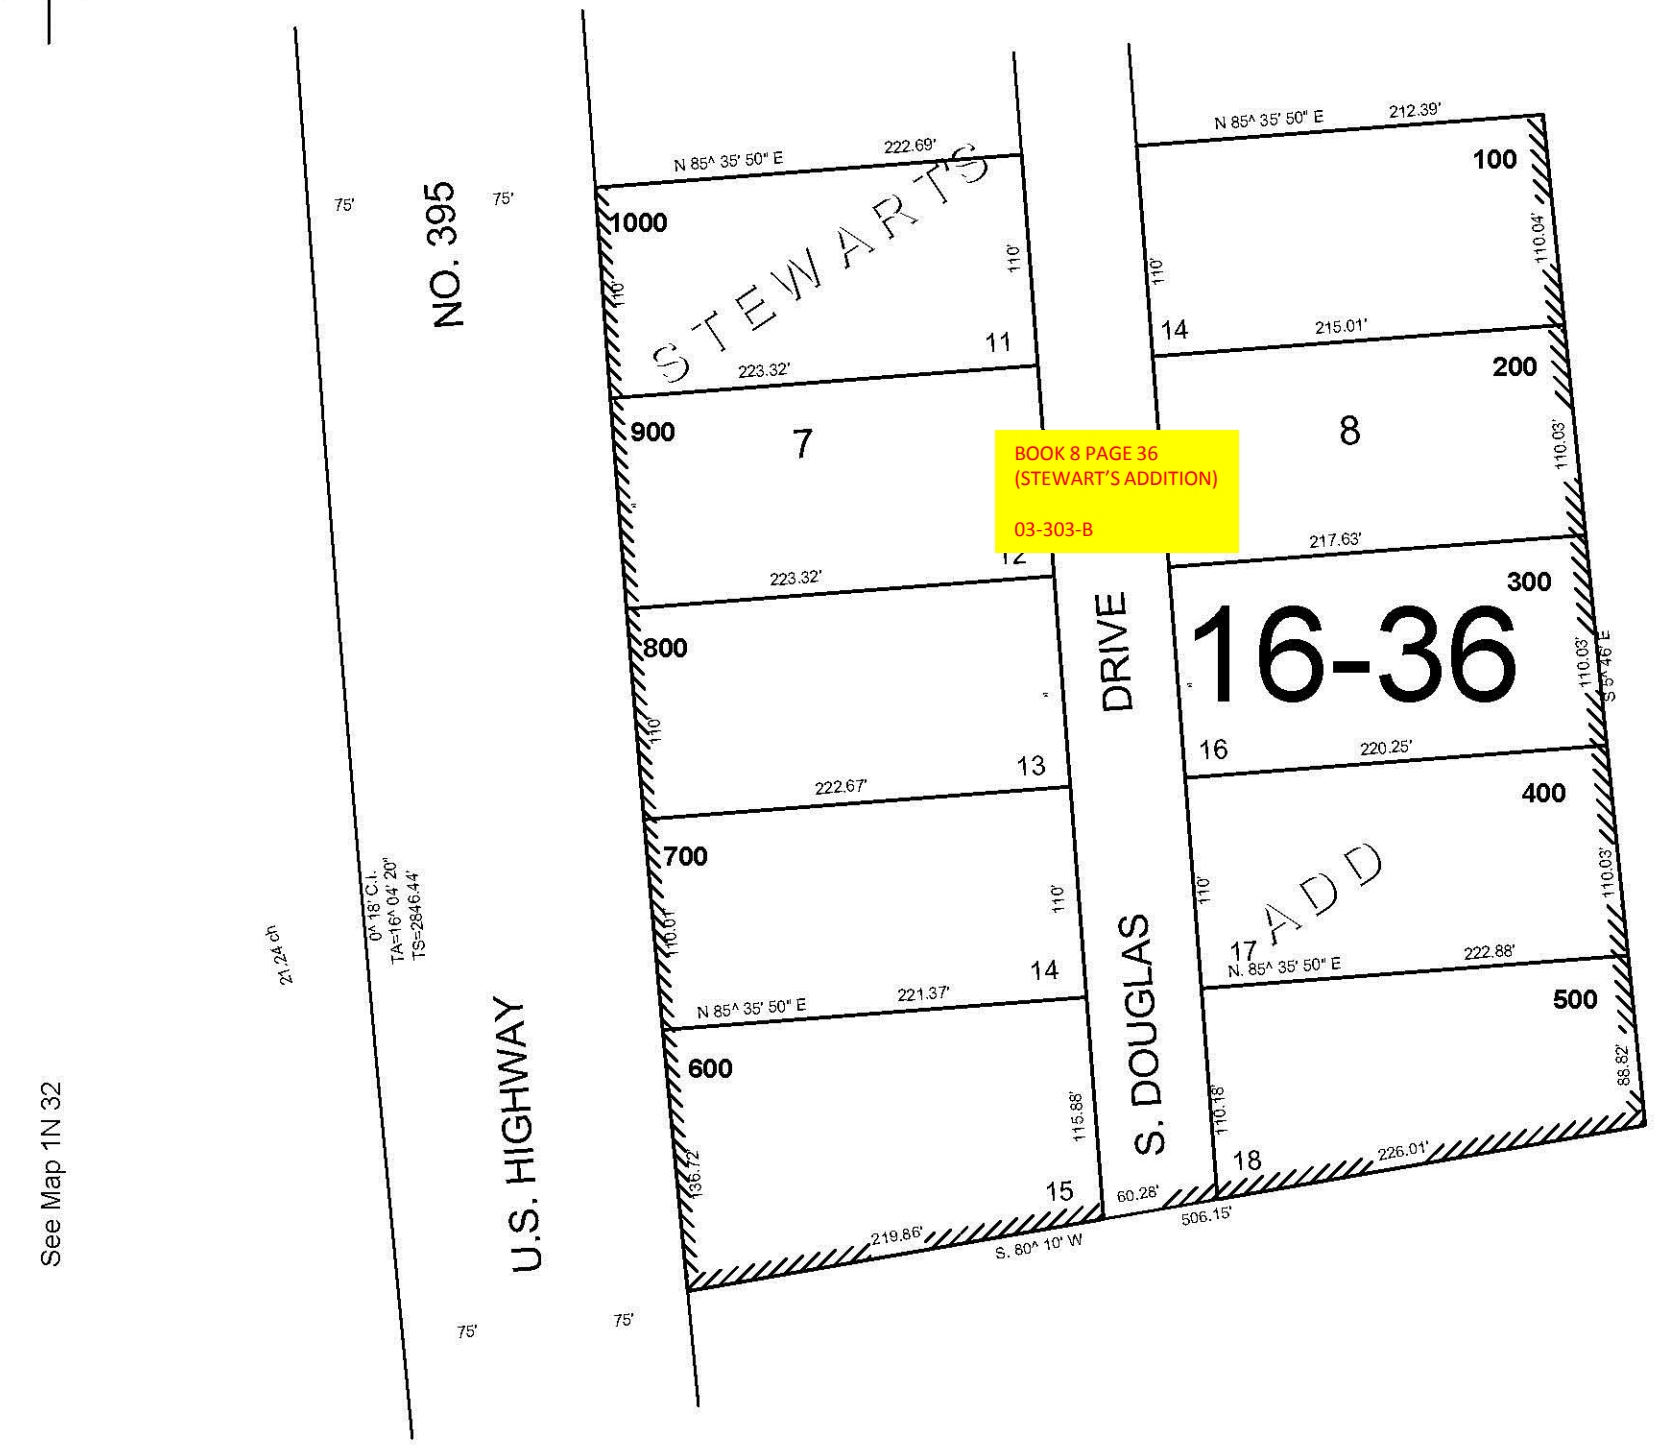 N 85^ 35' 50" E 212.39'
N 85^ 35' 50" E 222.69'
100
75'
NO. 395
75'
1000
STEWART'S
110'
110'
110'
110.04'
11
14
215.01'
223.32'
200
900
7
8
BOOK 8 PAGE 36
(STEWART'S ADDITION)
03-303-B
110.03'
12
217.63'
223.32'
300
800
DRIVE
16-36
110.03'
S 5^ 46' E
110'
13
16
220.25'
222.67'
400
700
0^ 18' C.I.
TA=16^ 04' 20"
TS=2846.44'
21.24 ch
110.01'
110'
110'
ADD
110.03'
17
N. 85^ 35' 50" E 222.88'
14
N 85^ 35' 50" E 221.37'
500
U.S. HIGHWAY
600
S. DOUGLAS
88.82'
115.88'
110.18'
136.72'
See Map 1N 32
15
18
226.01'
60.28'
219.86'
S. 80^ 10' W
506.15'
75'
75'